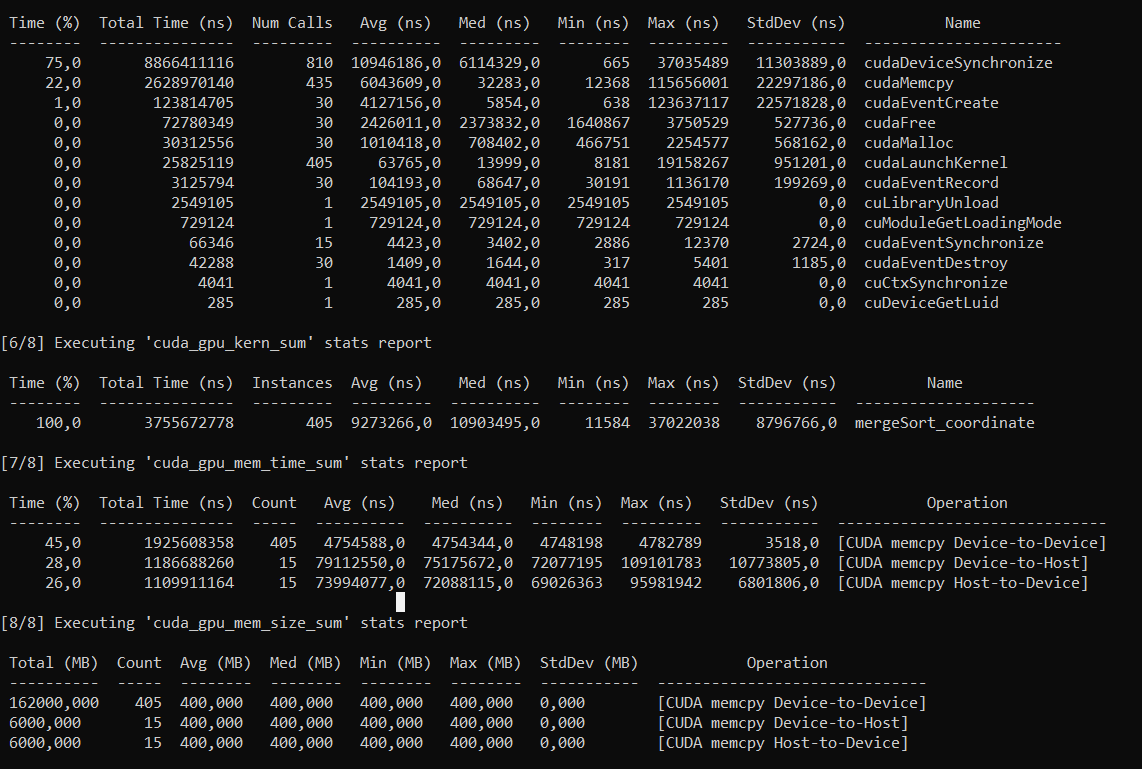 Time (%)  Total Time (ns)  Num Calls   Avg (ns)   Med (ns)   Min (ns)  Max (ns)   StdDev (ns)           Name
--------  ---------------  ---------  ----------  ---------  --------  ---------  -----------  ----------------------
75,0       8866411116        810  10946186,0  6114329,0       665   37035489   11303889,0  cudaDeviceSynchronize
22,0       2628970140        435   6043609,0    32283,0     12368  115656001   22297186,0  cudaMemcpy
1,0        123814705         30   4127156,0     5854,0       638  123637117   22571828,0  cudaEventCreate
0,0         72780349         30   2426011,0  2373832,0   1640867    3750529     527736,0  cudaFree
0,0         30312556         30   1010418,0   708402,0    466751    2254577     568162,0  cudaMalloc
0,0         25825119        405     63765,0    13999,0      8181   19158267     951201,0  cudaLaunchKernel
0,0          3125794         30    104193,0    68647,0     30191    1136170     199269,0  cudaEventRecord
0,0          2549105          1   2549105,0  2549105,0   2549105    2549105          0,0  cuLibraryUnload
0,0           729124          1    729124,0   729124,0    729124     729124          0,0  cuModuleGetLoadingMode
0,0            66346         15      4423,0     3402,0      2886      12370       2724,0  cudaEventSynchronize
0,0            42288         30      1409,0     1644,0       317       5401       1185,0  cudaEventDestroy
0,0             4041          1      4041,0     4041,0      4041       4041          0,0  cuCtxSynchronize
0,0              285          1       285,0      285,0       285        285          0,0  cuDeviceGetLuid
[6/8] Executing 'cuda_gpu_kern_sum' stats report
Time (%)  Total Time (ns)  Instances  Avg (ns)    Med (ns)   Min (ns)  Max (ns)  StdDev (ns)          Name
--------  ---------------  ---------  ---------  ----------  --------  --------  -----------  --------------------
100,0       3755672778        405  9273266,0  10903495,0     11584  37022038    8796766,0  mergeSort_coordinate
[7/8] Executing 'cuda_gpu_mem_time_sum' stats report
Time (%)  Total Time (ns)  Count   Avg (ns)    Med (ns)   Min (ns)  Max (ns)   StdDev (ns)            Operation
--------  ---------------  -----  ----------  ----------  --------  ---------  -----------  ------------------------------
45,0       1925608358    405   4754588,0   4754344,0   4748198    4782789       3518,0  [CUDA memcpy Device-to-Device]
28,0       1186688260     15  79112550,0  75175672,0  72077195  109101783   10773805,0  [CUDA memcpy Device-to-Host]
26,0       1109911164     15  73994077,0  72088115,0  69026363   95981942    6801806,0  [CUDA memcpy Host-to-Device]
[8/8] Executing 'cuda_gpu_mem_size_sum' stats report
Total (MB)  Count  Avg (MB)  Med (MB)  Min (MB)  Max (MB)  StdDev (MB)            Operation
----------  -----  --------  --------  --------  --------  -----------  ------------------------------
162000,000    405  400,000   400,000   400,000   400,000   0,000        [CUDA memcpy Device-to-Device]
6000,000       15  400,000   400,000   400,000   400,000   0,000        [CUDA memcpy Device-to-Host]
6000,000       15  400,000   400,000   400,000   400,000   0,000        [CUDA memcpy Host-to-Device]